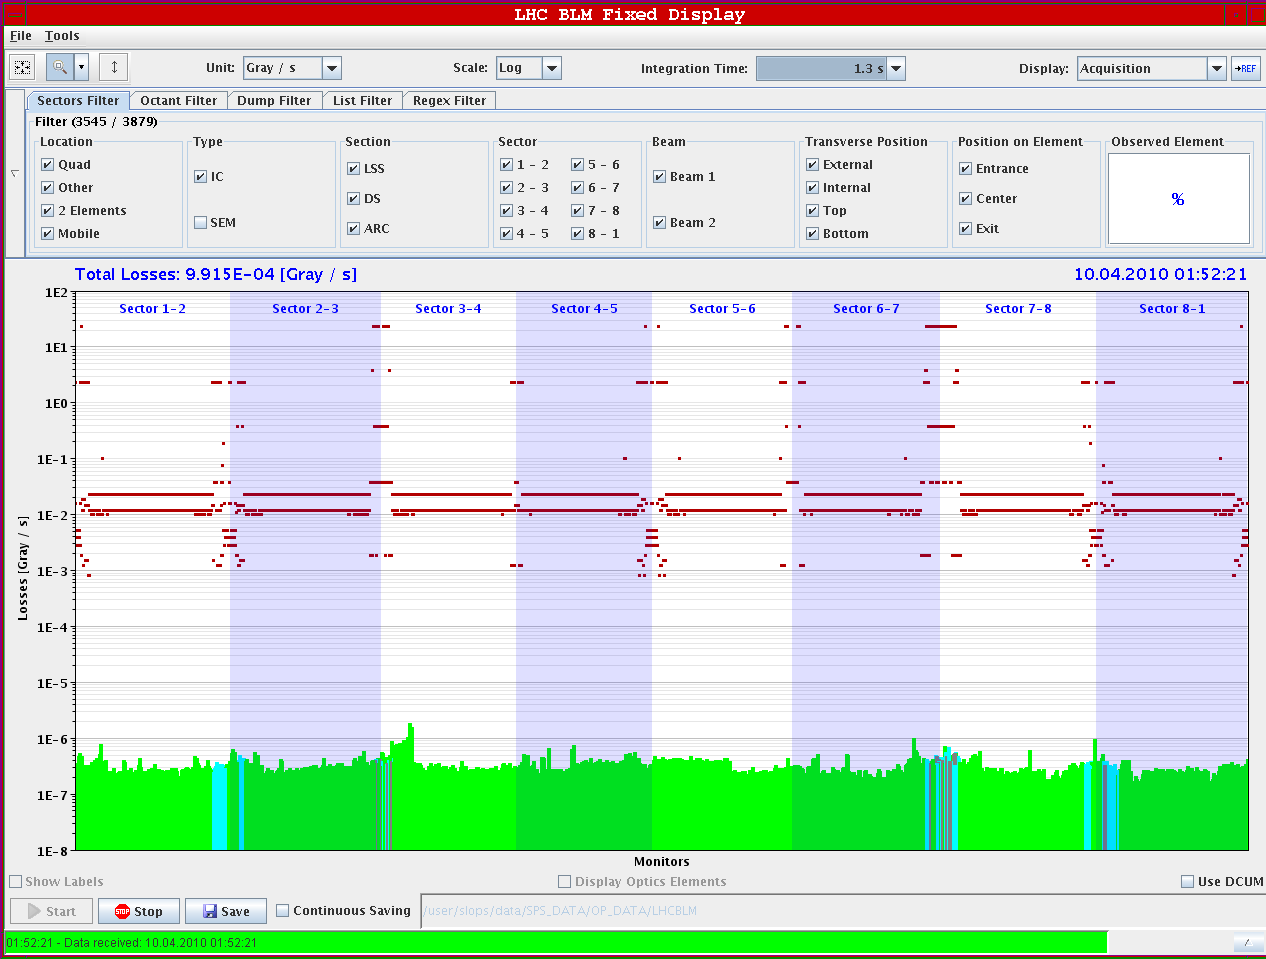 LHC BLM Fixed Display
File Tools
Unit: Gray / s Scale: Log Integration Time: 1.3 s Display: Acquisition →REF
Sectors Filter Octant Filter Dump Filter List Filter Regex Filter
Filter (3545 / 3879)
Location Type Section Sector Beam Transverse Position Position on Element Observed Element
Quad IC LSS 1 - 2 5 - 6 Beam 1 External Entrance %
Other 2 - 3 6 - 7 Internal
2 Elements SEM DS 3 - 4 7 - 8 Beam 2 Top Center
Mobile ARC 4 - 5 8 - 1 Bottom Exit
Total Losses: 9.915E-04 [Gray / s] 10.04.2010 01:52:21
Sector 1-2 Sector 2-3 Sector 3-4 Sector 4-5 Sector 5-6 Sector 6-7 Sector 7-8 Sector 8-1
1E2
1E1
1E0
1E-1
1E-2
1E-3
1E-4
1E-5
1E-6
1E-7
1E-8
Losses [Gray / s]
Monitors
Show Labels Display Optics Elements Use DCUM
Start STOP Stop Save Continuous Saving /user/slops/data/SPS_DATA/OP_DATA/LHCBLM
01:52:21 - Data received: 10.04.2010 01:52:21